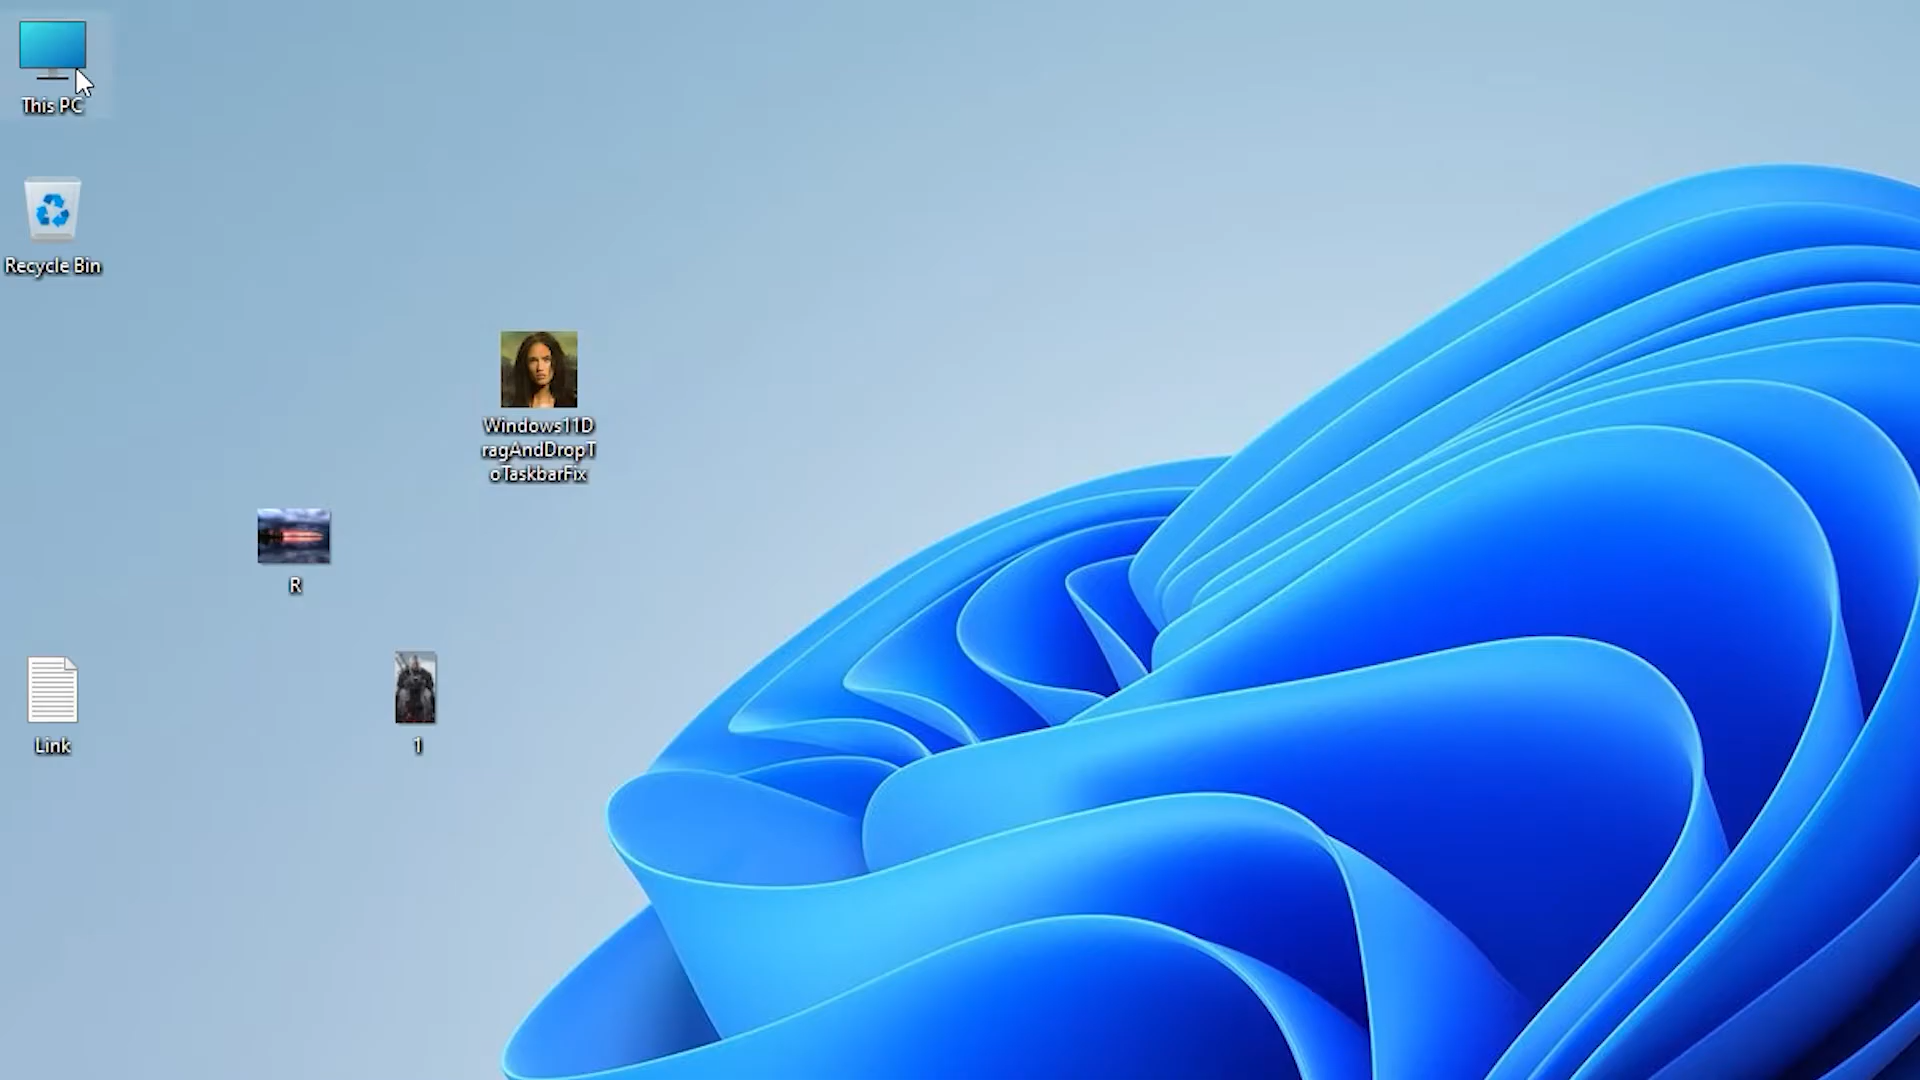 This PC
Recycle Bin
Windows11D
ragAndDropT
oTaskbarFix
R
Link
1